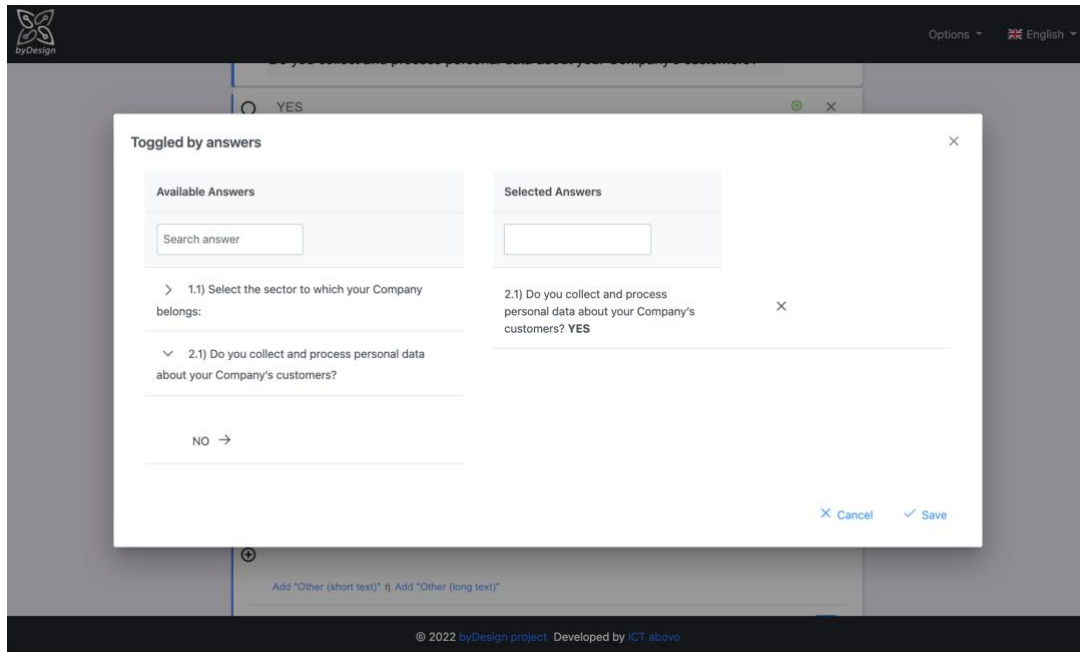 byDesign
Options
English
Do you collect and process personal data about your Company's customers?
YES
Toggled by answers
Available Answers
Selected Answers
Search answer
1.1) Select the sector to which your Company
belongs:
2.1) Do you collect and process
personal data about your Company's
customers? YES
2.1) Do you collect and process personal data
about your Company's customers?
NO
Cancel
Save
Add "Other (short text)" ή Add "Other (long text)"
© 2022 byDesign project Developed by ICT abovo